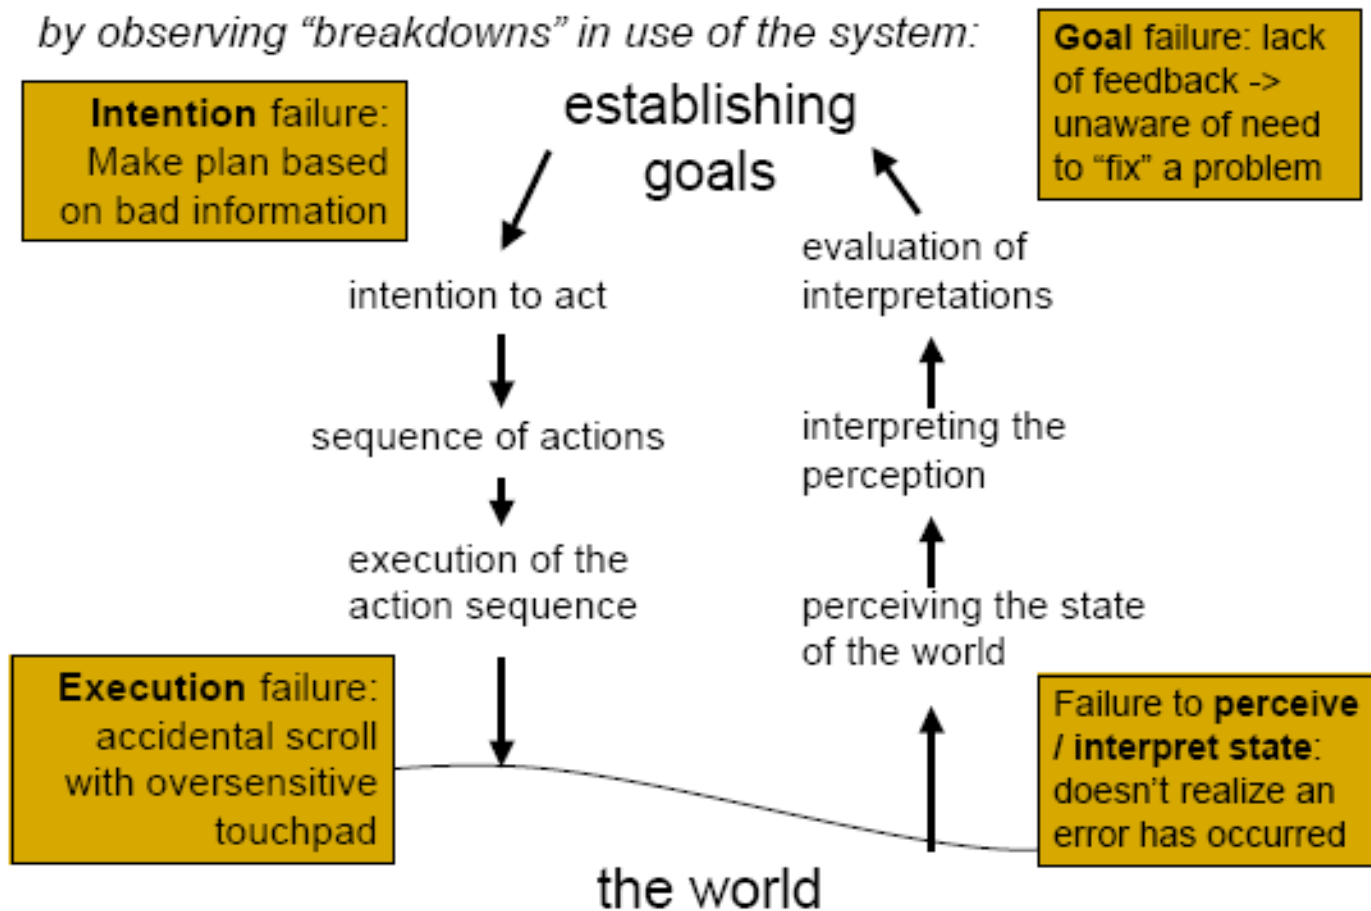 by observing “breakdowns” in use of the system:
Intention failure:
Make plan based
on bad information
establishing
goals
Goal failure: lack
of feedback ->
unaware of need
to “fix” a problem
intention to act
sequence of actions
execution of the
action sequence
evaluation of
interpretations
interpreting the
perception
perceiving the state
of the world
Execution failure:
accidental scroll
with oversensitive
touchpad
Failure to perceive
/ interpret state:
doesn’t realize an
error has occurred
the world